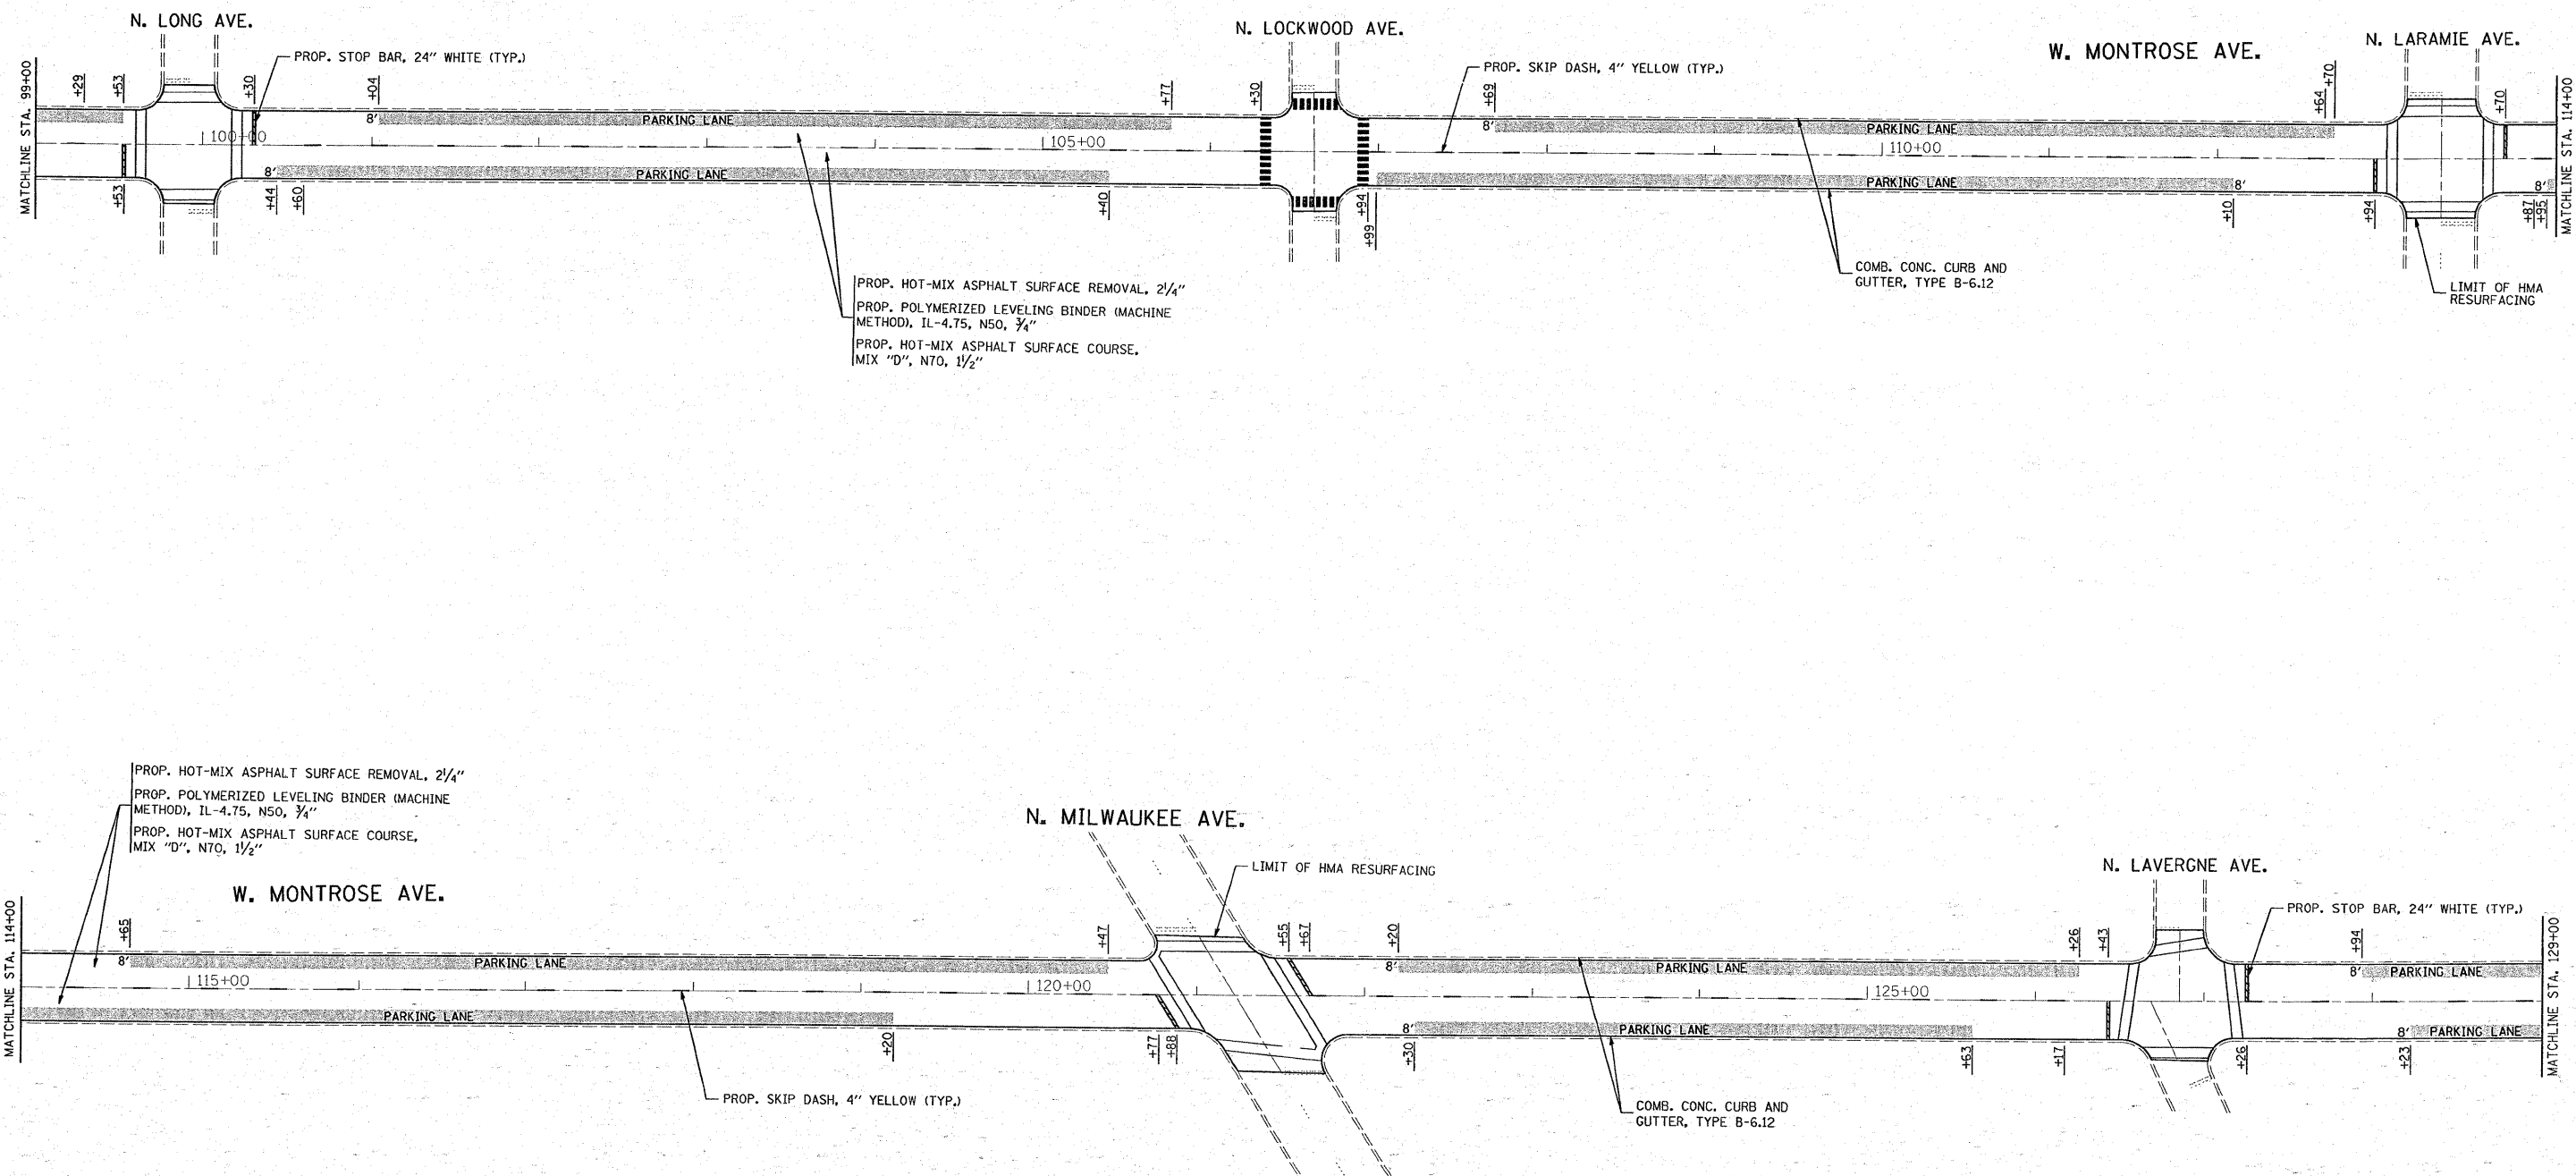 N. LONG AVE.
N. LOCKWOOD AVE.
W. MONTROSE AVE.
N. LARAMIE AVE.
PROP. STOP BAR, 24" WHITE (TYP.)
PROP. SKIP DASH, 4" YELLOW (TYP.)
MATCHLINE STA. 99+00
+29
+53
+30
+04
+77
+30
+69
+64
+70
+70
MATCHLINE STA. 114+00
8' PARKING LANE
8' PARKING LANE
100+00
105+00
110+00
8' PARKING LANE
PARKING LANE 8'
8'
+53
+44
+60
+40
+94
+99
+10
+94
+87
+95
PROP. HOT-MIX ASPHALT SURFACE REMOVAL, 2 1/4"
PROP. POLYMERIZED LEVELING BINDER (MACHINE
METHOD), IL-4.75, N50, 3/4"
PROP. HOT-MIX ASPHALT SURFACE COURSE,
MIX "D", N70, 1 1/2"
COMB. CONC. CURB AND
GUTTER, TYPE B-6.12
LIMIT OF HMA
RESURFACING
PROP. HOT-MIX ASPHALT SURFACE REMOVAL, 2 1/4"
PROP. POLYMERIZED LEVELING BINDER (MACHINE
METHOD), IL-4.75, N50, 3/4"
PROP. HOT-MIX ASPHALT SURFACE COURSE,
MIX "D", N70, 1 1/2"
W. MONTROSE AVE.
N. MILWAUKEE AVE.
LIMIT OF HMA RESURFACING
N. LAVERGNE AVE.
PROP. STOP BAR, 24" WHITE (TYP.)
MATCHLINE STA. 114+00
+65
+47
+55
+67
+20
+26
+43
+94
MATCHLINE STA. 129+00
8' PARKING LANE
8' PARKING LANE
8' PARKING LANE
115+00
120+00
125+00
PARKING LANE
8' PARKING LANE
8' PARKING LANE
+20
+77
+88
+30
+63
+17
+26
+23
PROP. SKIP DASH, 4" YELLOW (TYP.)
COMB. CONC. CURB AND
GUTTER, TYPE B-6.12